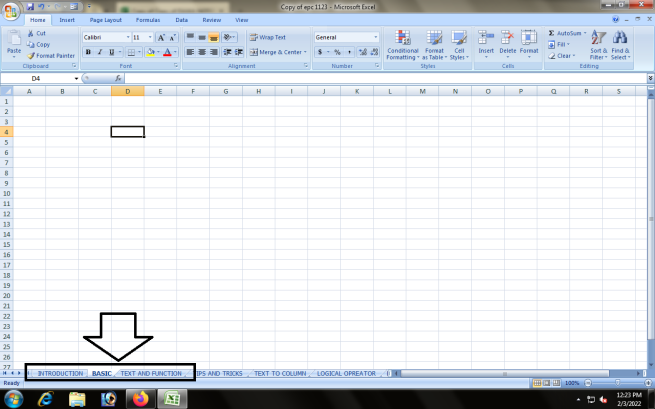 Copy of epc 1123 - Microsoft Excel
Home Insert Page Layout Formulas Data Review View
Cut
Copy
Format Painter
Paste
Clipboard
Calibri 11
B I U
Font
Wrap Text
Merge & Center
Alignment
General
$ % ,
Number
Conditional Formatting
Format as Table
Cell Styles
Styles
Insert Delete Format
Cells
Σ AutoSum
Fill
Clear
Sort & Filter
Find & Select
Editing
D4 fx
A B C D E F G H I J K L M N O P Q R S
1
2
3
4
5
6
7
8
9
10
11
12
13
14
15
16
17
18
19
20
21
22
23
24
25
26
27
INTRODUCTION BASIC TEXT AND FUNCTION IPS AND TRICKS TEXT TO COLUMN LOGICAL OPREATOR
Ready 100%
12:23 PM
2/3/2022